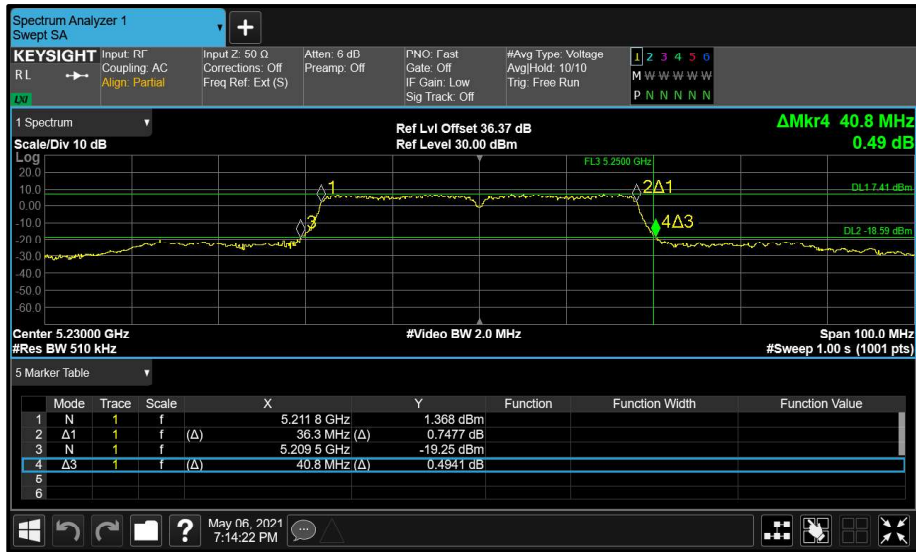 Spectrum Analyzer 1
Swept SA
+
KEYSIGHT Input: RF Input Z: 50 Ω Atten: 6 dB PNO: Fast #Avg Type: Voltage 1 2 3 4 5 6
RL Coupling: AC Corrections: Off Preamp: Off Gate: Off Avg|Hold: 10/10 M W W W W W
Align: Partial Freq Ref: Ext (S) IF Gain: Low Trig: Free Run
LXI Sig Track: Off P N N N N N
1 Spectrum Ref Lvl Offset 36.37 dB ΔMkr4 40.8 MHz
Scale/Div 10 dB Ref Level 30.00 dBm 0.49 dB
Log
FL3 5.2500 GHz
20.0
10.0 1 2Δ1 DL1 7.41 dBm
0.00
-10.0 3 4Δ3
DL2 -18.59 dBm
-20.0
-30.0
-40.0
-50.0
-60.0
Center 5.23000 GHz #Video BW 2.0 MHz Span 100.0 MHz
#Res BW 510 kHz #Sweep 1.00 s (1001 pts)
5 Marker Table
Mode Trace Scale X Y Function Function Width Function Value
1 N 1 f 5.211 8 GHz 1.368 dBm
2 Δ1 1 f (Δ) 36.3 MHz (Δ) 0.7477 dB
3 N 1 f 5.209 5 GHz -19.25 dBm
4 Δ3 1 f (Δ) 40.8 MHz (Δ) 0.4941 dB
5
6
? May 06, 2021
7:14:22 PM